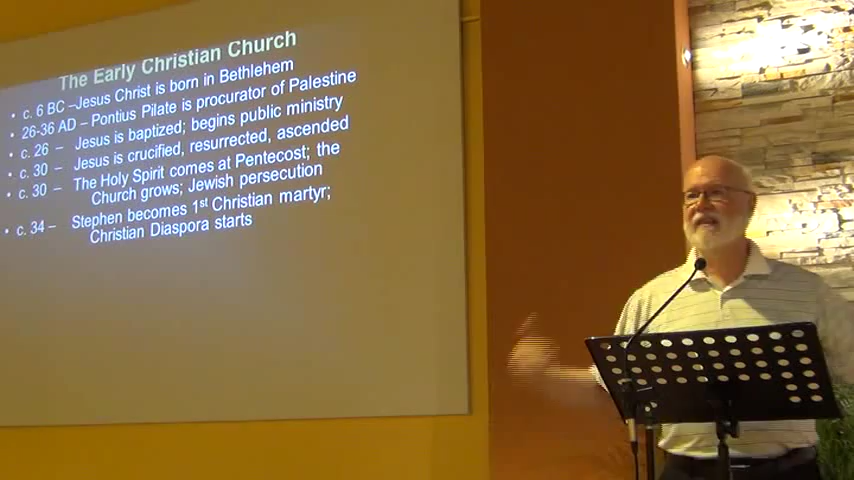 The Early Christian Church
• c. 6 BC –Jesus Christ is born in Bethlehem
• 26-36 AD – Pontius Pilate is procurator of Palestine
• c. 26 – Jesus is baptized; begins public ministry
• c. 30 – Jesus is crucified, resurrected, ascended
• c. 30 – The Holy Spirit comes at Pentecost; the
Church grows; Jewish persecution
• c. 34 – Stephen becomes 1st Christian martyr;
Christian Diaspora starts